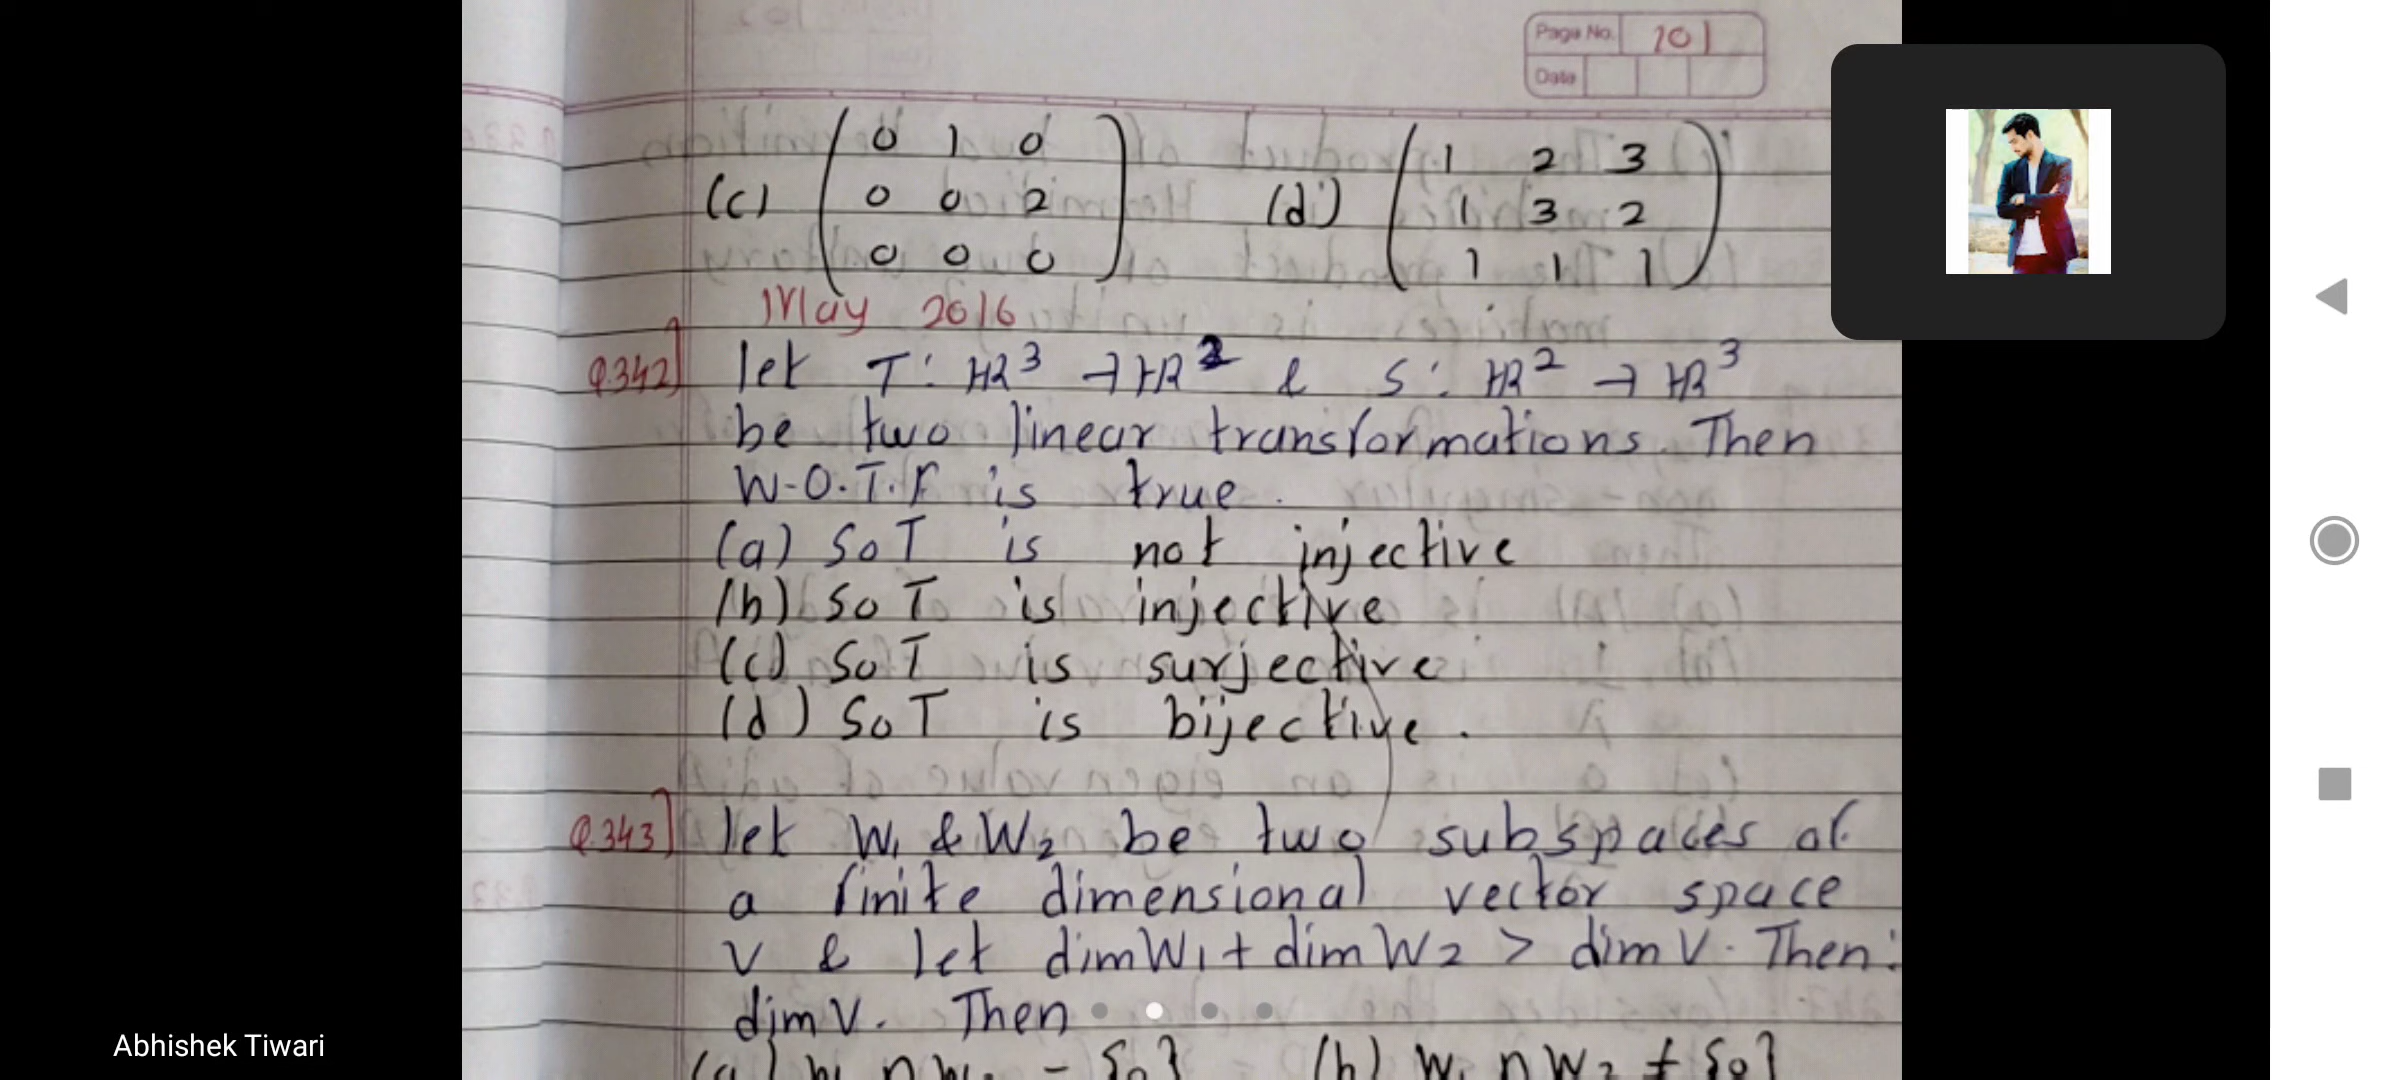 Page No. 101
Date
(c) ( 0 1 0
0 0 2
0 0 0 )
(d) ( 1 2 3
1 3 2
1 1 1 )
May 2016
Q.342] let T: IR³ → IR² & S: IR² → IR³
be two linear transformations. Then
W.O.T.F is true.
(a) SoT is not injective
(b) SoT is injective
(c) SoT is surjective
(d) SoT is bijective.
Q.343] let W₁ & W₂ be two subspaces of
a finite dimensional vector space
V & let dim W₁ + dim W₂ > dim V. Then:
dim V. Then
(b) W₁ ∩ W₂ ≠ {0}
Abhishek Tiwari